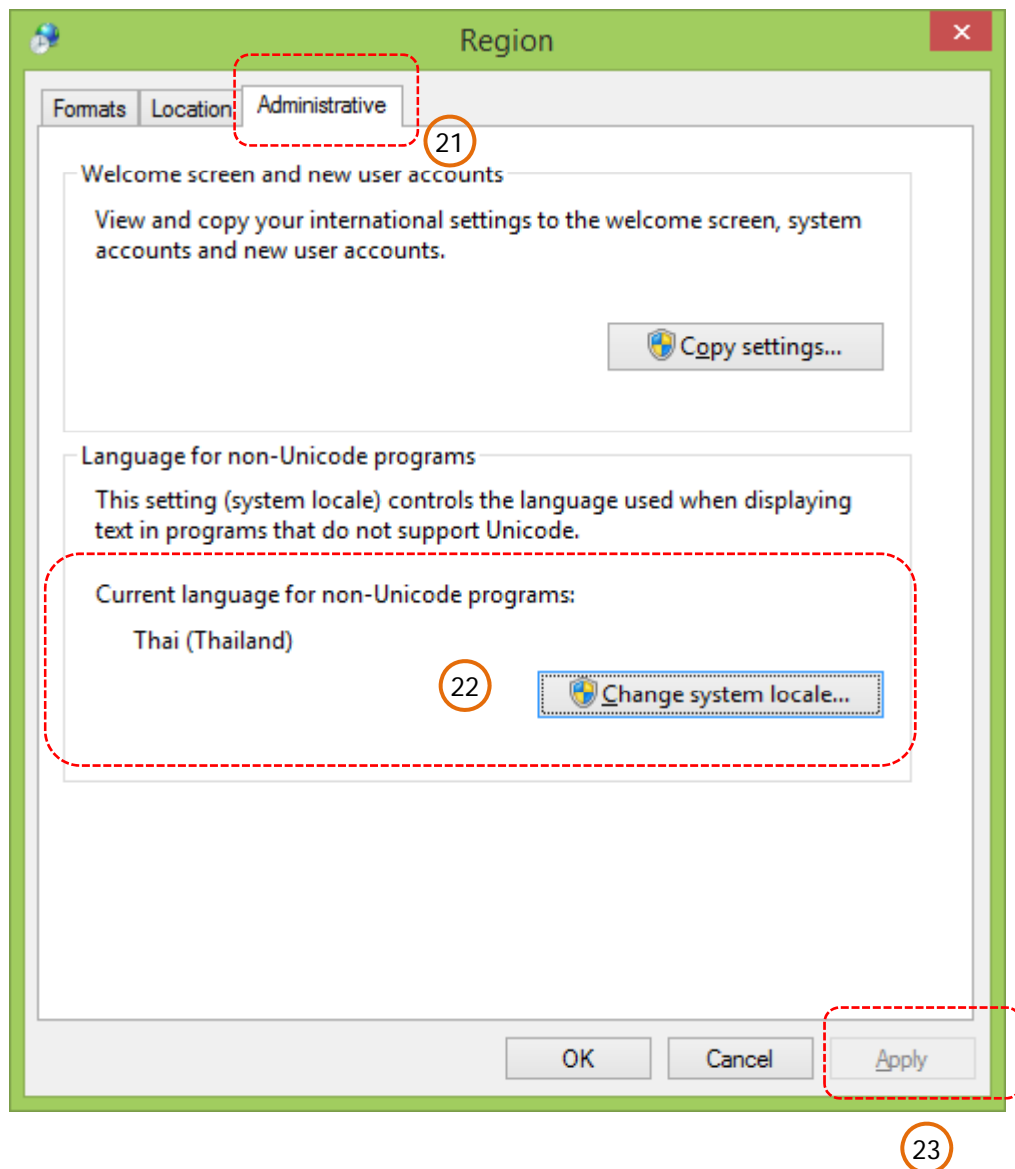 Region
Formats Location Administrative
21
Welcome screen and new user accounts
View and copy your international settings to the welcome screen, system
accounts and new user accounts.
Copy settings...
Language for non-Unicode programs
This setting (system locale) controls the language used when displaying
text in programs that do not support Unicode.
Current language for non-Unicode programs:
Thai (Thailand)
22
Change system locale...
OK Cancel Apply
23